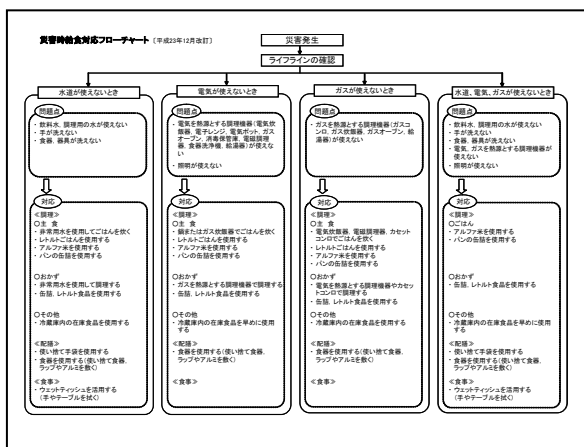 災害時給食対応フローチャート [平成23年12月改訂]
災害発生
ライフラインの確認
水道が使えないとき
問題点
・飲料水、調理用の水が使えない
・手が洗えない
・食器、器具が洗えない
対応
≪調理≫
〇主 食
・非常用水を使用してごはんを炊く
・レトルトごはんを使用する
・アルファ米を使用する
・パンの缶詰を使用する
〇おかず
・非常用水を使用して調理する
・缶詰、レトルト食品を使用する
〇その他
・冷蔵庫内の在庫食品を使用する
≪配膳≫
・使い捨て手袋を使用する
・食器を使用する(使い捨て食器、
ラップやアルミを敷く)
≪食事≫
・ウェットティッシュを活用する
(手やテーブルを拭く)
電気が使えないとき
問題点
・電気を熱源とする調理機器(電気炊
飯器、電子レンジ、電気ポット、ガス
オーブン、消毒保管庫、電磁調理
器、食器洗浄機、給湯器)が使えな
い
・照明が使えない
対応
≪調理≫
〇主 食
・鍋またはガス炊飯器でごはんを炊く
・レトルトごはんを使用する
・アルファ米を使用する
・パンの缶詰を使用する
〇おかず
・ガスを熱源とする調理機器で調理する
・缶詰、レトルト食品を使用する
〇その他
・冷蔵庫内の在庫食品を早めに使用
する
≪配膳≫
・食器を使用する(使い捨て食器、
ラップやアルミを敷く)
≪食事≫
ガスが使えないとき
問題点
・ガスを熱源とする調理機器(ガスコ
ンロ、ガス炊飯器、ガスオーブン、給
湯器)が使えない
対応
≪調理≫
〇主 食
・電気炊飯器、電磁調理器、カセット
コンロでごはんを炊く
・レトルトごはんを使用する
・アルファ米を使用する
・パンの缶詰を使用する
〇おかず
・電気を熱源とする調理機器やカセッ
トコンロで調理する
・缶詰、レトルト食品を使用する
〇その他
・冷蔵庫内の在庫食品を使用する
≪配膳≫
・食器を使用する(使い捨て食器、
ラップやアルミを敷く)
≪食事≫
水道、電気、ガスが使えないとき
問題点
・飲料水、調理用の水が使えない
・手が洗えない
・食器、器具が洗えない
・電気、ガスを熱源とする調理機器が
使えない
・照明が使えない
対応
≪調理≫
〇ごはん
・アルファ米を使用する
・パンの缶詰を使用する
〇おかず
・缶詰、レトルト食品を使用する
〇その他
・冷蔵庫内の在庫食品を早めに使用
する
≪配膳≫
・使い捨て手袋を使用する
・食器を使用する(使い捨て食器、
ラップやアルミを敷く)
≪食事≫
・ウェットティッシュを活用する
(手やテーブルを拭く)